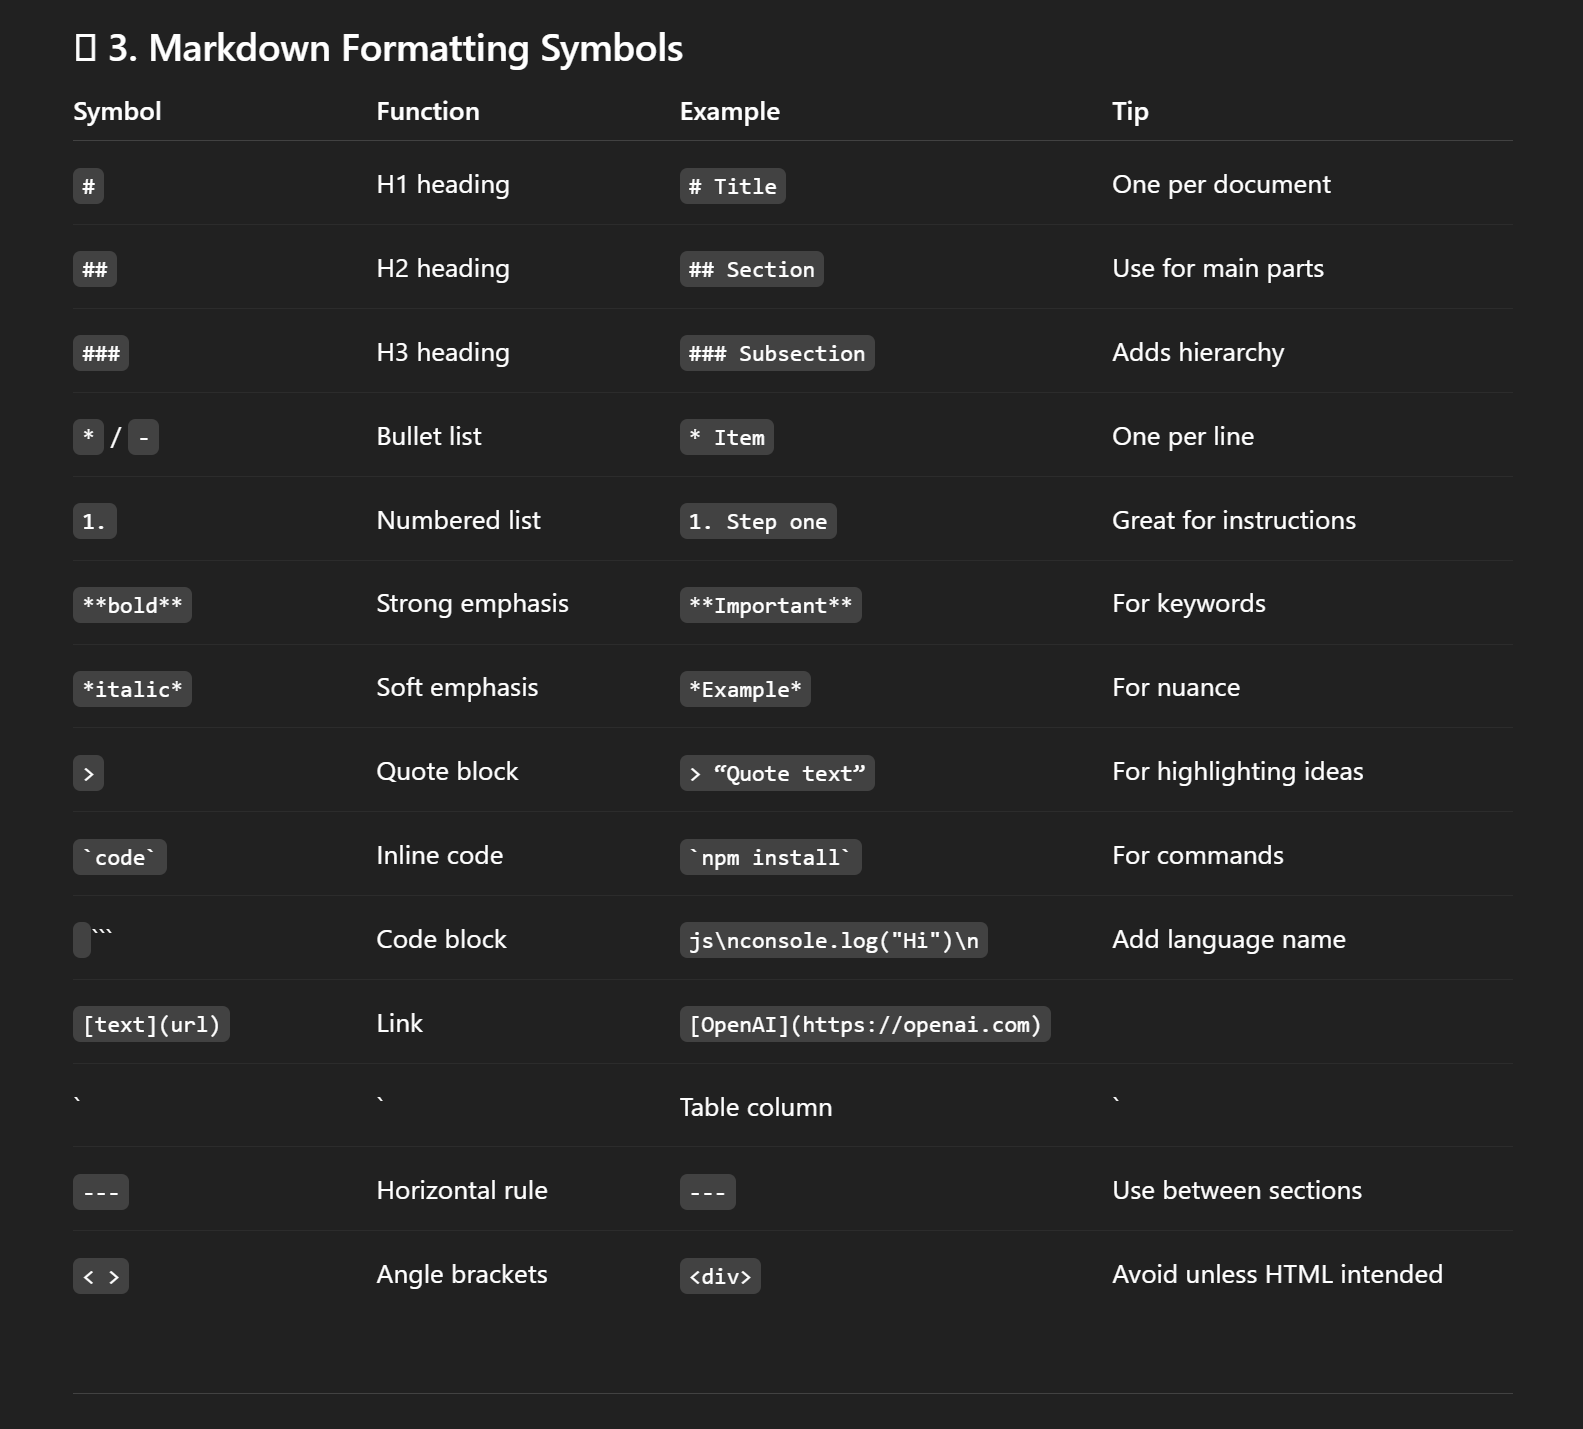 3. Markdown Formatting Symbols
Symbol Function Example Tip
# H1 heading # Title One per document
## H2 heading ## Section Use for main parts
### H3 heading ### Subsection Adds hierarchy
* / - Bullet list * Item One per line
1. Numbered list 1. Step one Great for instructions
**bold** Strong emphasis **Important** For keywords
*italic* Soft emphasis *Example* For nuance
> Quote block > “Quote text” For highlighting ideas
`code` Inline code `npm install` For commands
``` Code block js\nconsole.log("Hi")\n Add language name
[text](url) Link [OpenAI](https://openai.com)
` ` Table column `
--- Horizontal rule --- Use between sections
< > Angle brackets <div> Avoid unless HTML intended